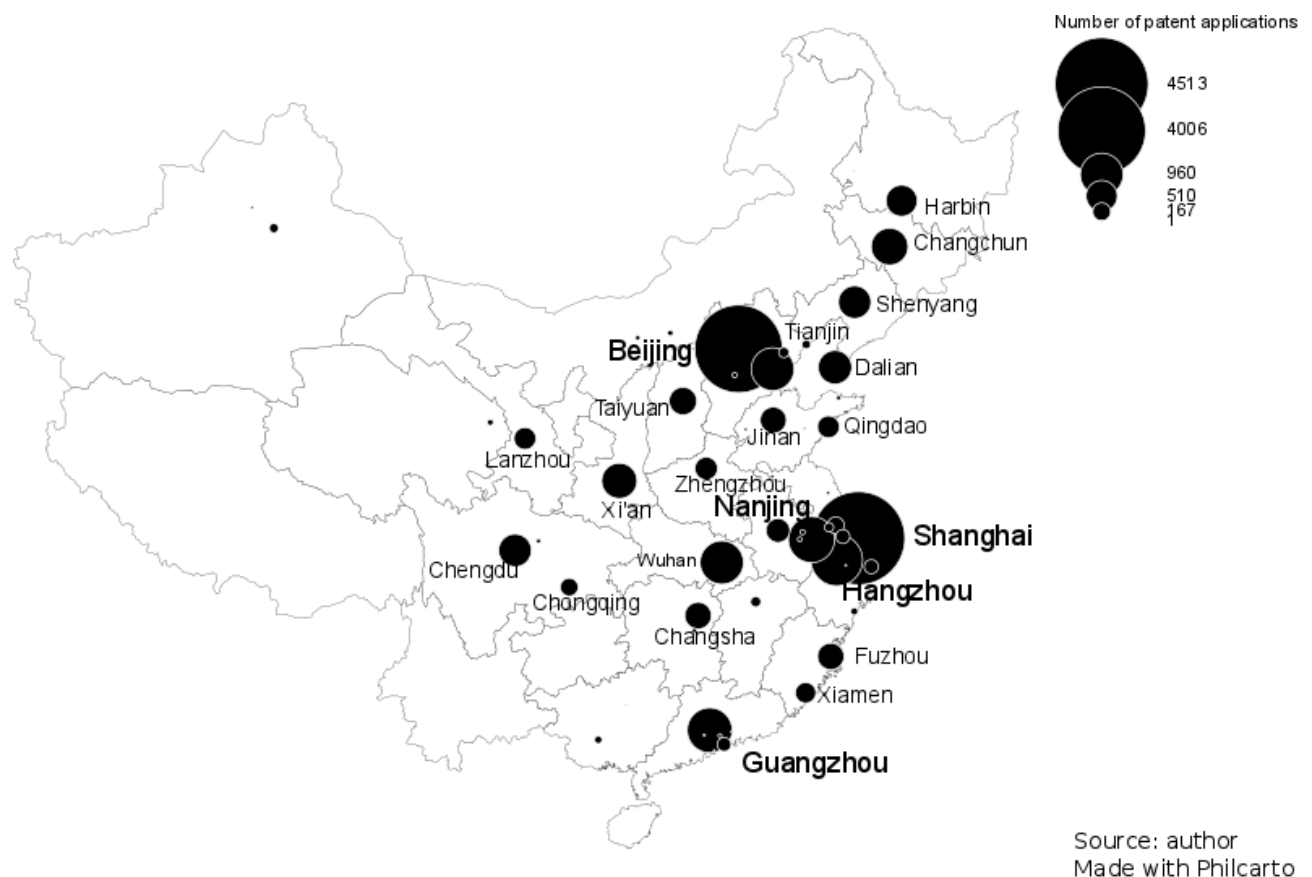 Number of patent applications
4513
4006
960
510
167
1
Harbin
Changchun
Shenyang
Tianjin
Beijing
Dalian
Taiyuan
Qingdao
Jinan
Lanzhou
Zhengzhou
Xi'an
Nanjing
Shanghai
Wuhan
Chengdu
Hangzhou
Chongqing
Changsha
Fuzhou
Xiamen
Guangzhou
Source: author
Made with Philcarto